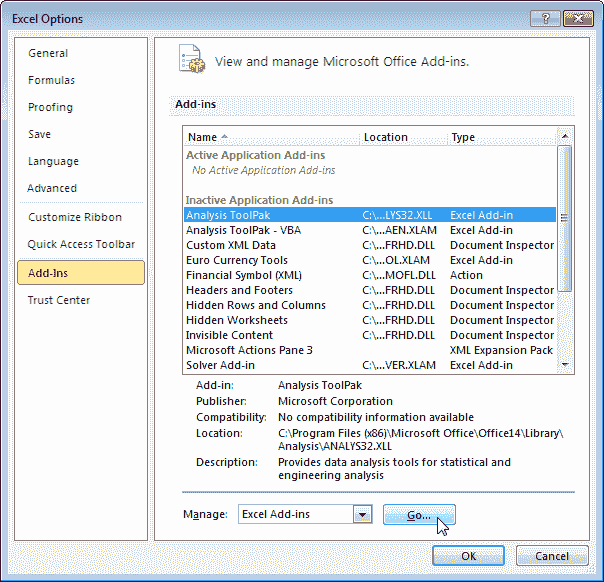 Excel Options
General
Formulas
Proofing
Save
Language
Advanced
Customize Ribbon
Quick Access Toolbar
Add-Ins
Trust Center
View and manage Microsoft Office Add-ins.
Add-ins
Name Location Type
Active Application Add-ins
No Active Application Add-ins
Inactive Application Add-ins
Analysis ToolPak C:\...LYS32.XLL Excel Add-in
Analysis ToolPak - VBA C:\...AEN.XLAM Excel Add-in
Custom XML Data C:\...FRHD.DLL Document Inspector
Euro Currency Tools C:\...OL.XLAM Excel Add-in
Financial Symbol (XML) C:\...MOFL.DLL Action
Headers and Footers C:\...FRHD.DLL Document Inspector
Hidden Rows and Columns C:\...FRHD.DLL Document Inspector
Hidden Worksheets C:\...FRHD.DLL Document Inspector
Invisible Content C:\...FRHD.DLL Document Inspector
Microsoft Actions Pane 3 XML Expansion Pack
Solver Add-in C:\...VER.XLAM Excel Add-in
Add-in: Analysis ToolPak
Publisher: Microsoft Corporation
Compatibility: No compatibility information available
Location: C:\Program Files (x86)\Microsoft Office\Office14\Library\
Analysis\ANALYS32.XLL
Description: Provides data analysis tools for statistical and
engineering analysis
Manage: Excel Add-ins Go...
OK Cancel